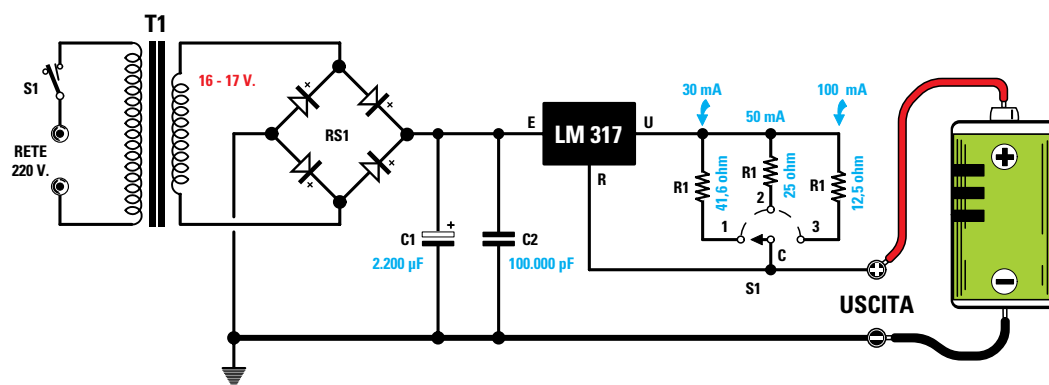 T1
S1
16 - 17 V.
RETE
220 V.
RS1
+
+
+
+
C1
+
2.200 µF
C2
100.000 pF
E
LM 317
U
R
30 mA
50 mA
100 mA
R1
41,6 ohm
R1
25 ohm
R1
12,5 ohm
1
2
3
C
S1
USCITA
+
−
+
−